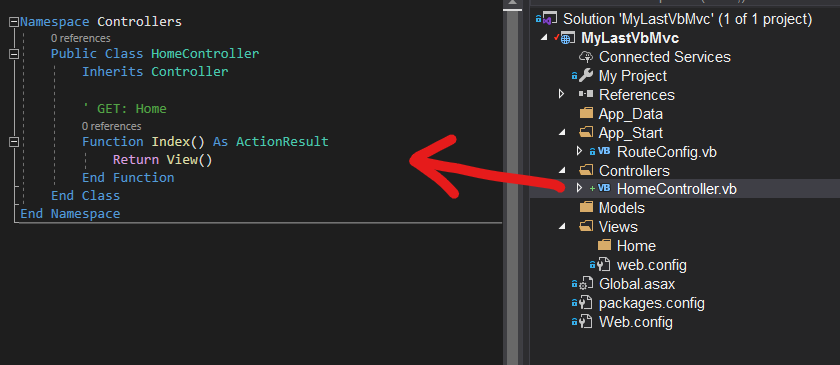 Namespace Controllers
0 references
Public Class HomeController
Inherits Controller
' GET: Home
0 references
Function Index() As ActionResult
Return View()
End Function
End Class
End Namespace
Solution 'MyLastVbMvc' (1 of 1 project)
MyLastVbMvc
Connected Services
My Project
References
App_Data
App_Start
VB RouteConfig.vb
Controllers
+ VB HomeController.vb
Models
Views
Home
web.config
Global.asax
packages.config
Web.config